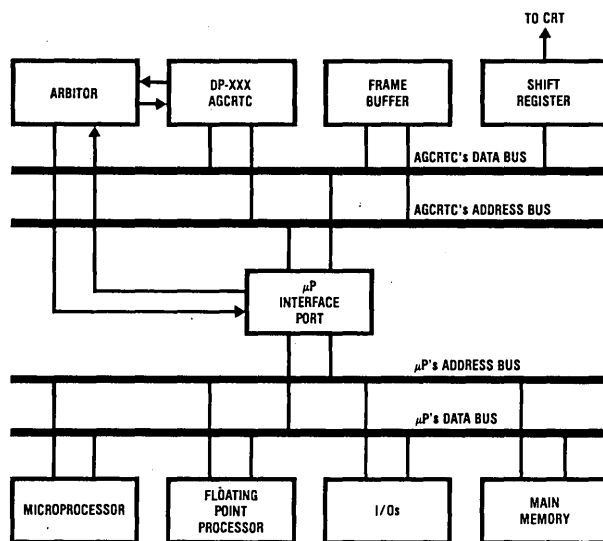 TO CRT
ARBITOR
DP-XXX
AGCRTC
FRAME
BUFFER
SHIFT
REGISTER
AGCRTC's DATA BUS
AGCRTC's ADDRESS BUS
μP
INTERFACE
PORT
μP's ADDRESS BUS
μP's DATA BUS
MICROPROCESSOR
FLOATING
POINT
PROCESSOR
I/Os
MAIN
MEMORY